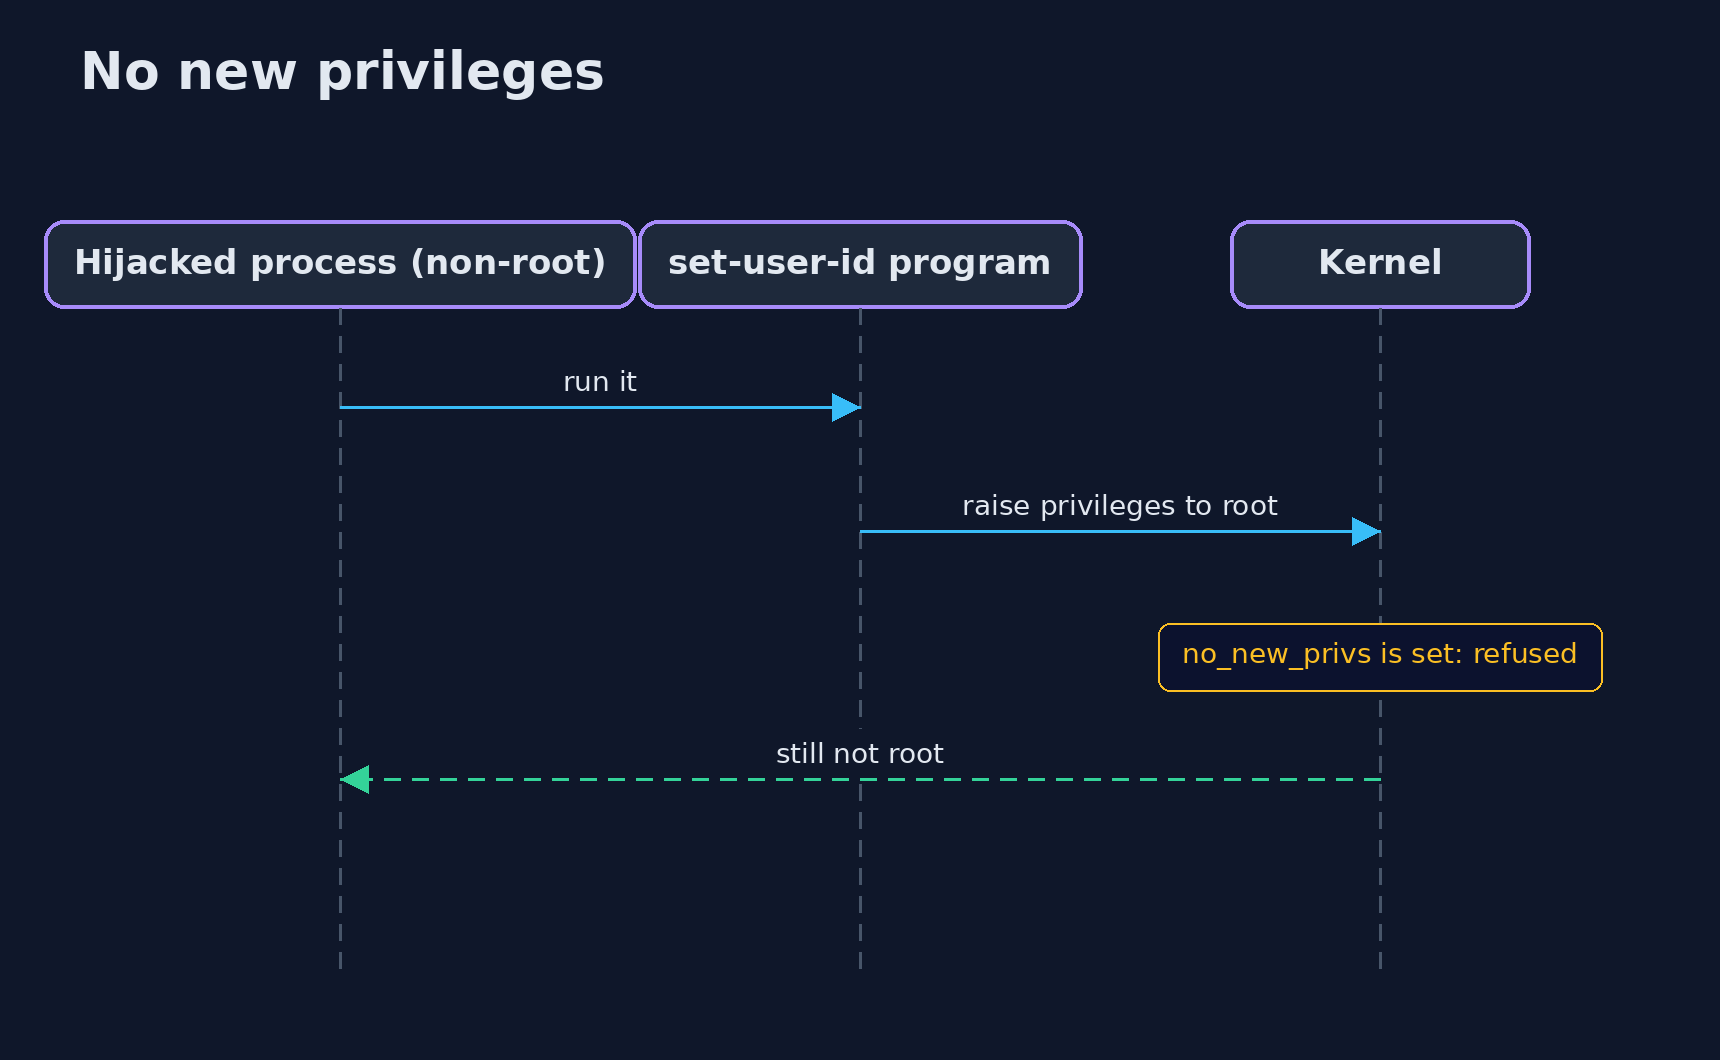 No new privileges
Hijacked process (non-root)
set-user-id program
Kernel
run it
raise privileges to root
no_new_privs is set: refused
still not root